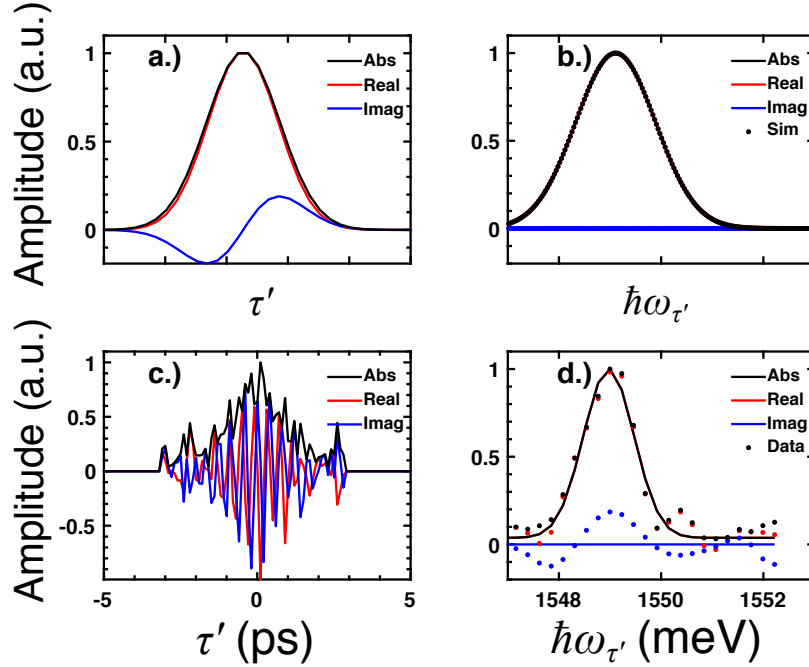 a.)
Abs
Real
Imag
1
0.5
0
Amplitude (a.u.)
τ′
b.)
Abs
Real
Imag
Sim
1
0.5
0
ħω_τ′
c.)
Abs
Real
Imag
1
0.5
0
-0.5
Amplitude (a.u.)
-5 0 5
τ′ (ps)
d.)
Abs
Real
Imag
Data
1
0.5
0
1548 1550 1552
ħω_τ′ (meV)